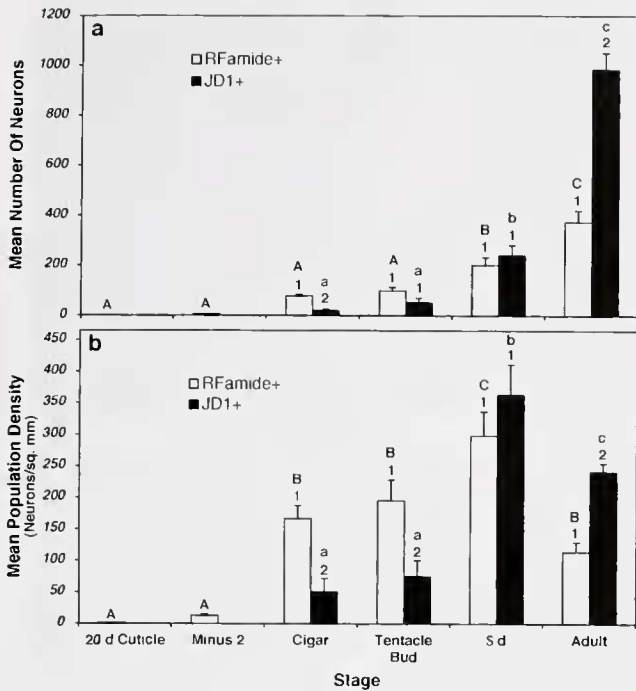 a
RFamide+
JD1+
Mean Number Of Neurons
1200
1000
800
600
400
200
0
A
A
A
1
a
2
A
1
a
1
B
1
b
1
C
1
c
2
b
RFamide+
JD1+
Mean Population Density
(Neurons/sq. mm)
450
400
350
300
250
200
150
100
50
0
A
A
B
1
a
2
B
1
a
2
C
1
b
1
B
1
c
2
20 d Cuticle
Minus 2
Cigar
Tentacle
Bud
5 d
Adult
Stage